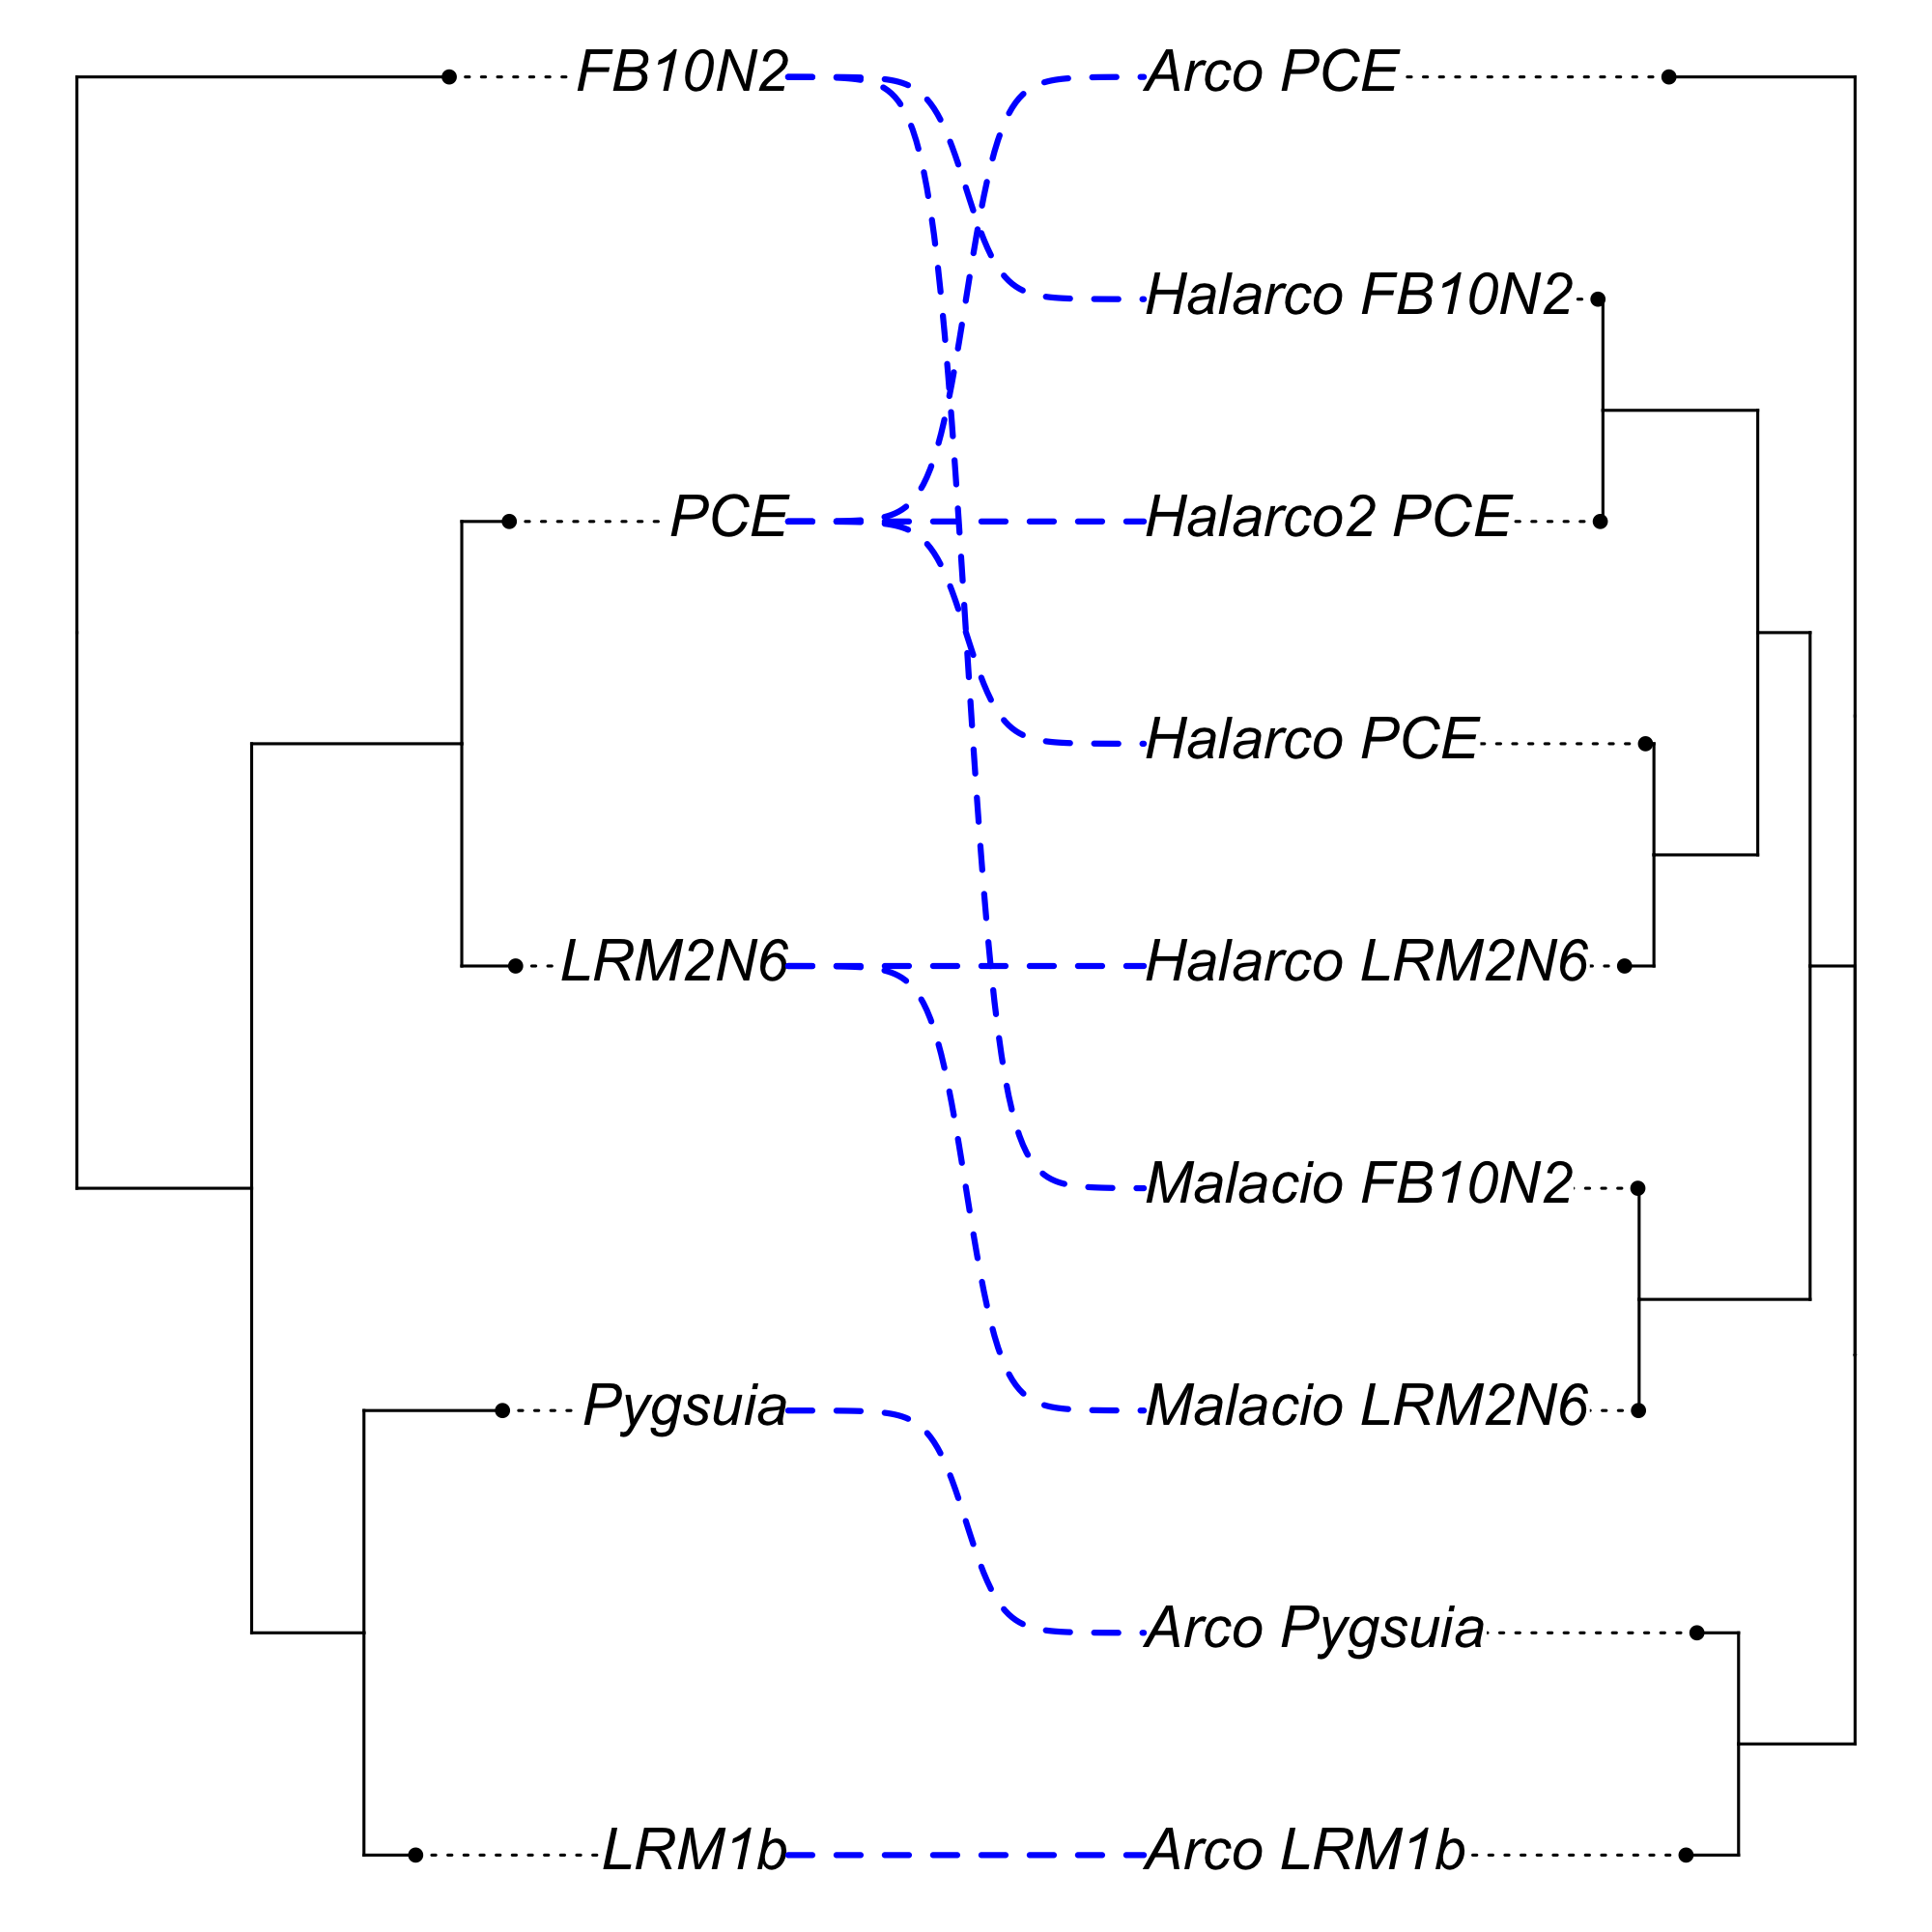 FB10N2
PCE
LRM2N6
Pygsuia
LRM1b
Arco PCE
Halarco FB10N2
Halarco2 PCE
Halarco PCE
Halarco LRM2N6
Malacio FB10N2
Malacio LRM2N6
Arco Pygsuia
Arco LRM1b